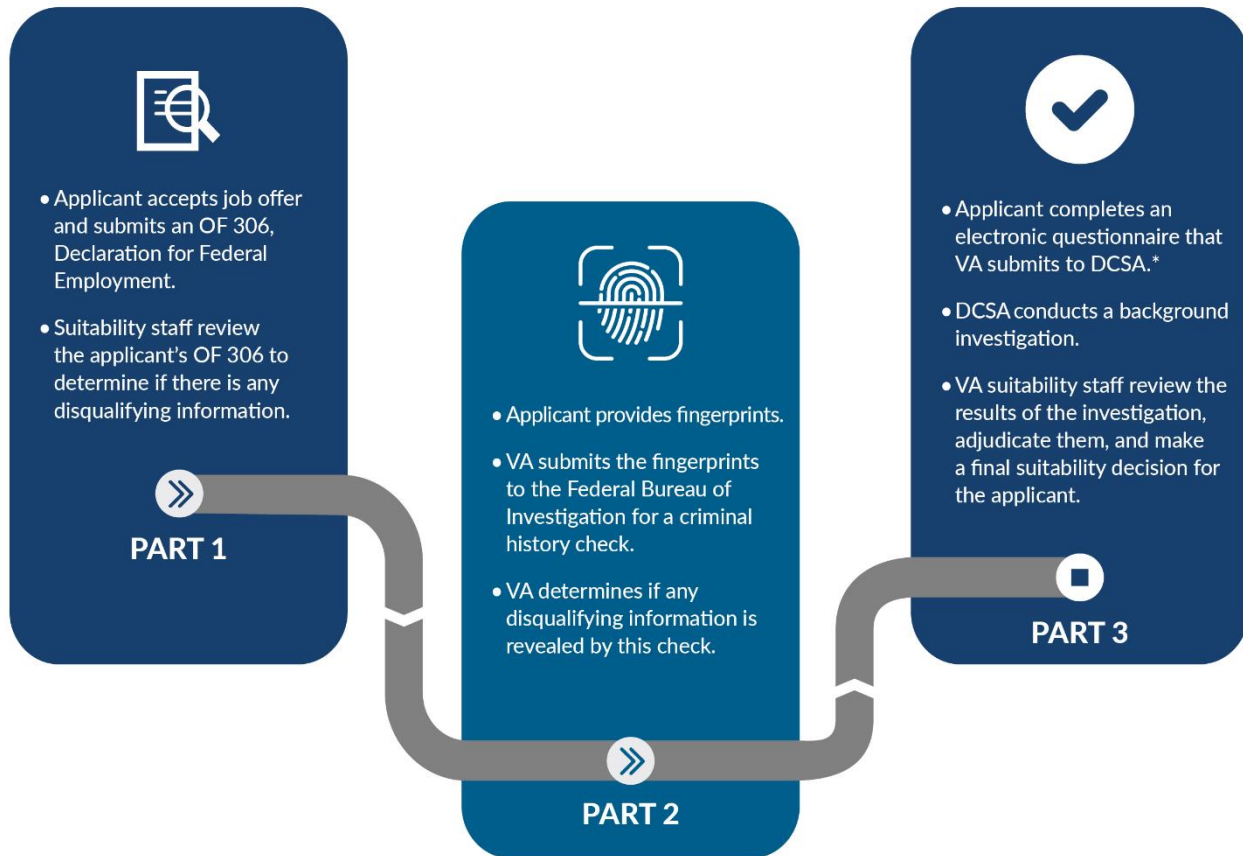 • Applicant accepts job offer
and submits an OF 306,
Declaration for Federal
Employment.
• Suitability staff review
the applicant’s OF 306 to
determine if there is any
disqualifying information.
PART 1
• Applicant provides fingerprints.
• VA submits the fingerprints
to the Federal Bureau of
Investigation for a criminal
history check.
• VA determines if any
disqualifying information is
revealed by this check.
PART 2
• Applicant completes an
electronic questionnaire that
VA submits to DCSA.*
• DCSA conducts a background
investigation.
• VA suitability staff review the
results of the investigation,
adjudicate them, and make
a final suitability decision for
the applicant.
PART 3